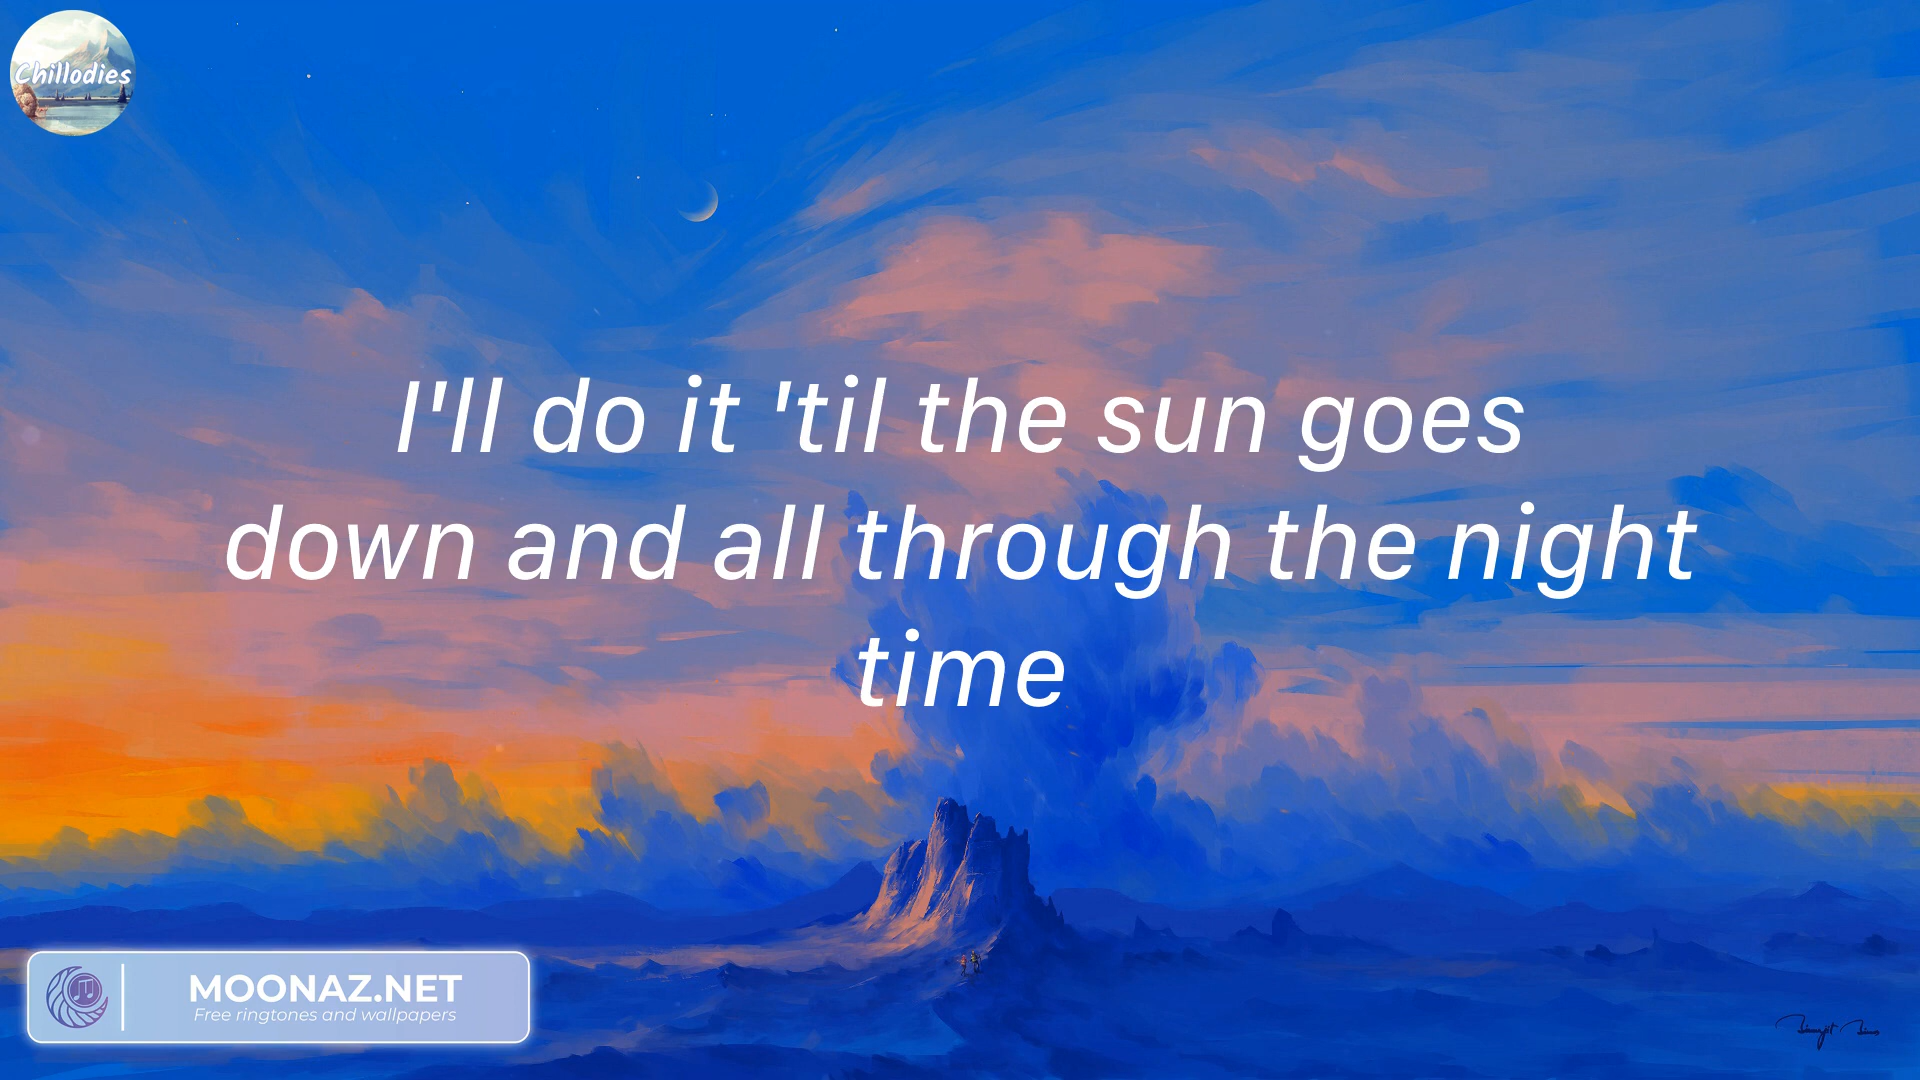 Chillodies
I'll do it 'til the sun goes
down and all through the night
time
MOONAZ.NET
Free ringtones and wallpapers